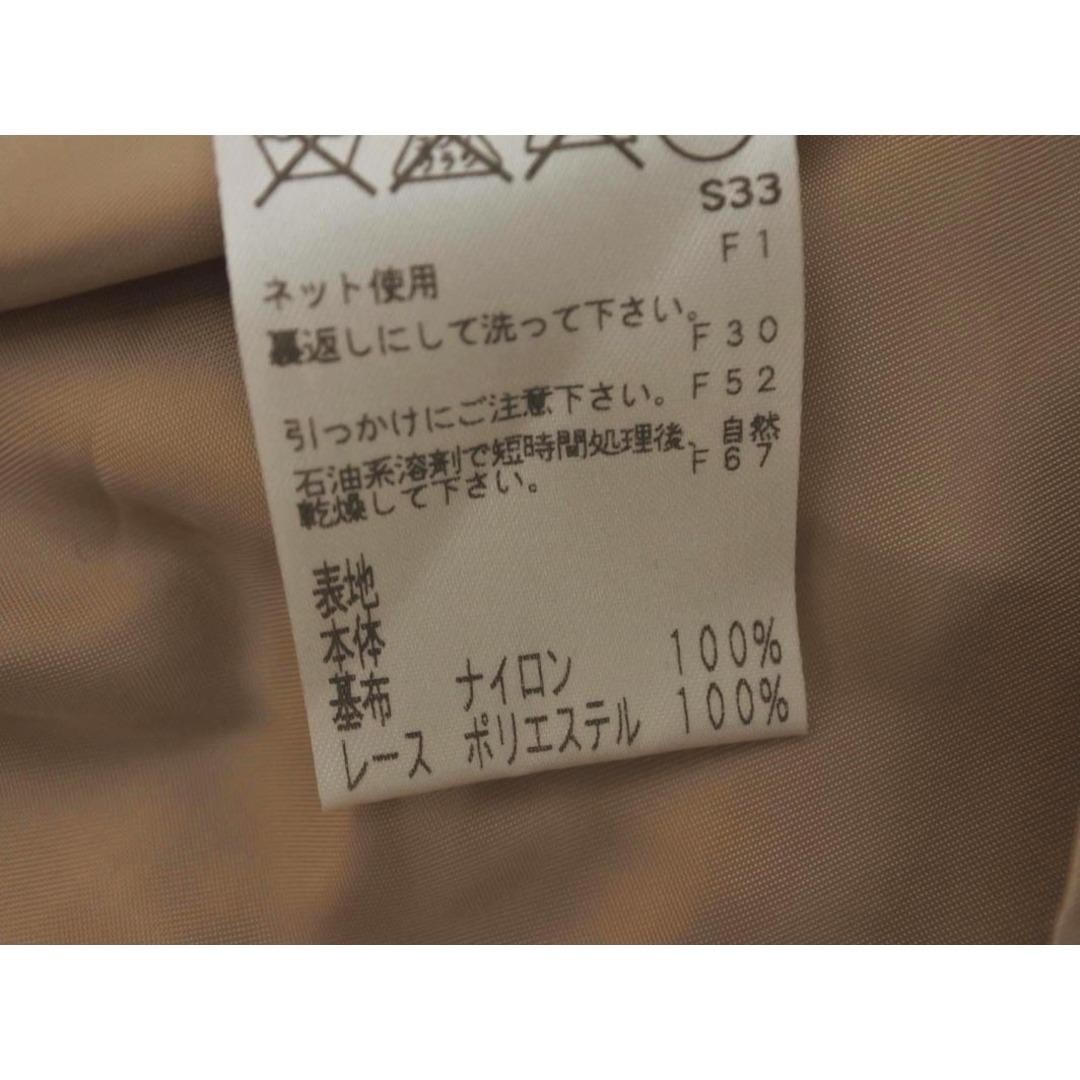 エンソ
S33
F1
ネット使用
裏返しにして洗って下さい。
F30
引っかけにご注意下さい。 F52
石油系溶剤で短時間処理後、自然
乾燥して下さい。 F67
表地
本体
基布 ナイロン 100%
レース ポリエステル 100%